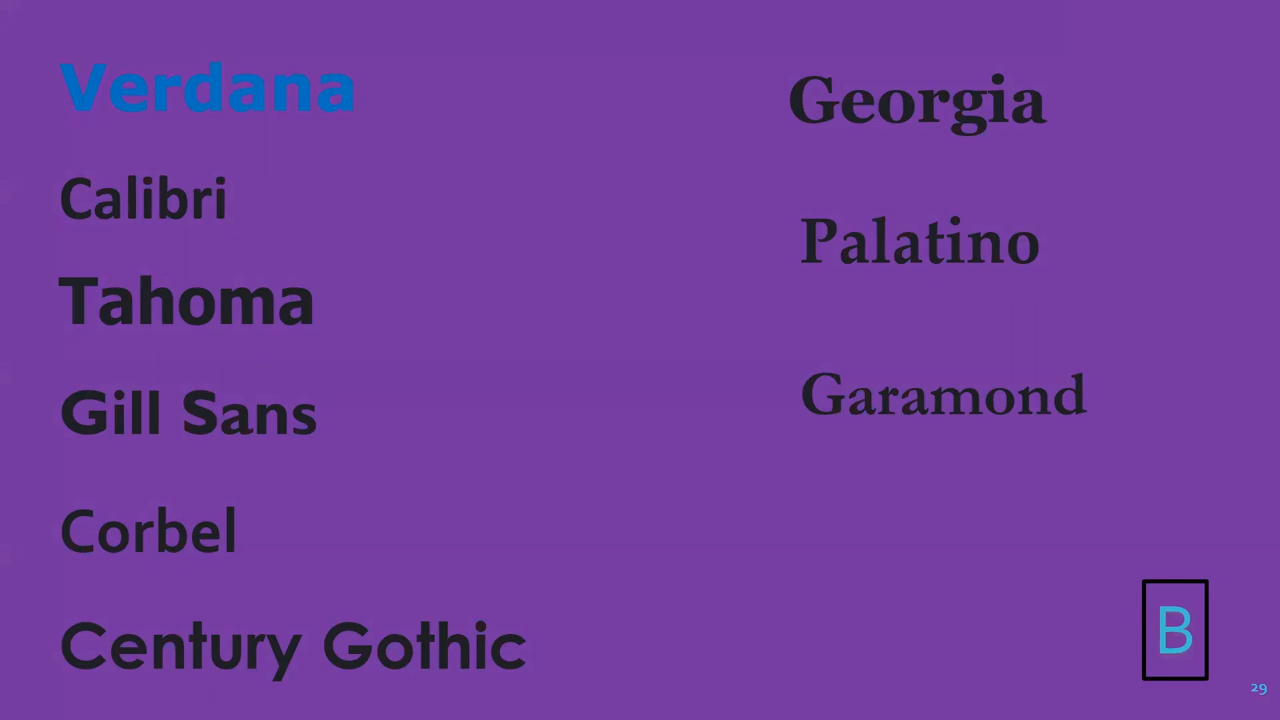 Verdana
Calibri
Tahoma
Gill Sans
Corbel
Century Gothic
Georgia
Palatino
Garamond
B
29